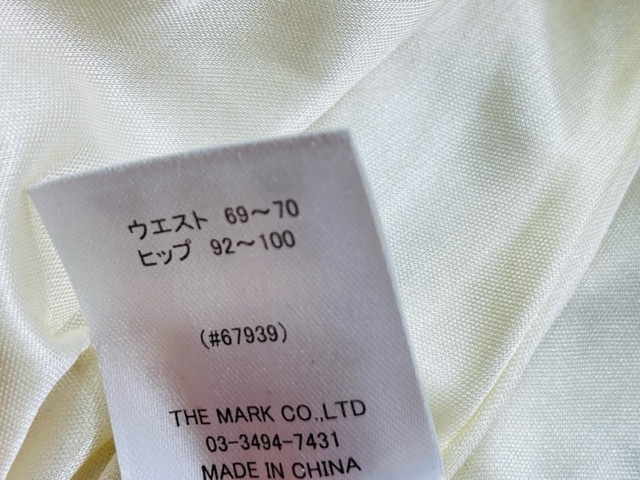 ウエスト 69～70
ヒップ 92～100
(#67939)
THE MARK CO.,LTD
03-3494-7431
MADE IN CHINA